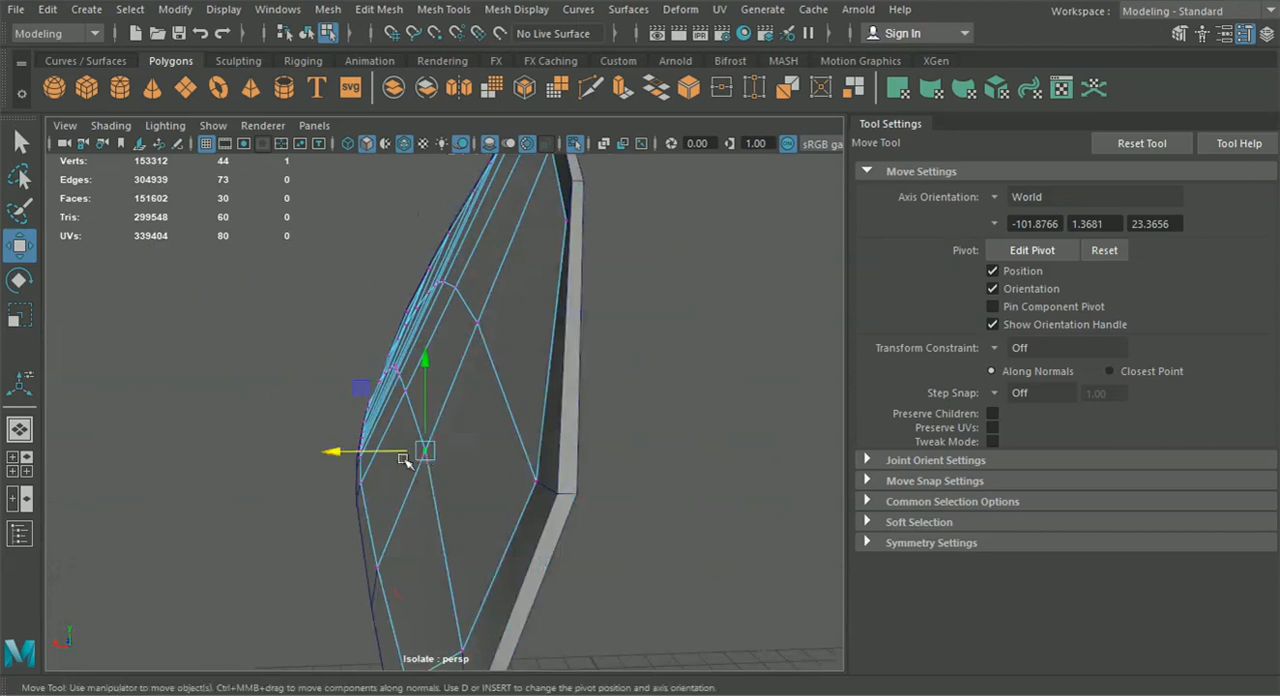 File Edit Create Select Modify Display Windows Mesh Edit Mesh Mesh Tools Mesh Display Curves Surfaces Deform UV Generate Cache Arnold Help Workspace: Modeling - Standard
Modeling No Live Surface Sign In
Curves / Surfaces Polygons Sculpting Rigging Animation Rendering FX FX Caching Custom Arnold Bifrost MASH Motion Graphics XGen
T SVG
View Shading Lighting Show Renderer Panels
0.00 1.00 sRGB ga
Verts: 153312 44 1
Edges: 304939 73 0
Faces: 151602 30 0
Tris: 299548 60 0
UVs: 339404 80 0
Isolate : persp
Tool Settings
Move Tool Reset Tool Tool Help
Move Settings
Axis Orientation: World
-101.8766 1.3681 23.3656
Pivot: Edit Pivot Reset
Position
Orientation
Pin Component Pivot
Show Orientation Handle
Transform Constraint: Off
Along Normals Closest Point
Step Snap: Off 1.00
Preserve Children:
Preserve UVs:
Tweak Mode:
Joint Orient Settings
Move Snap Settings
Common Selection Options
Soft Selection
Symmetry Settings
M
Move Tool: Use manipulator to move object(s). Ctrl+MMB+drag to move components along normals. Use D or INSERT to change the pivot position and axis orientation.